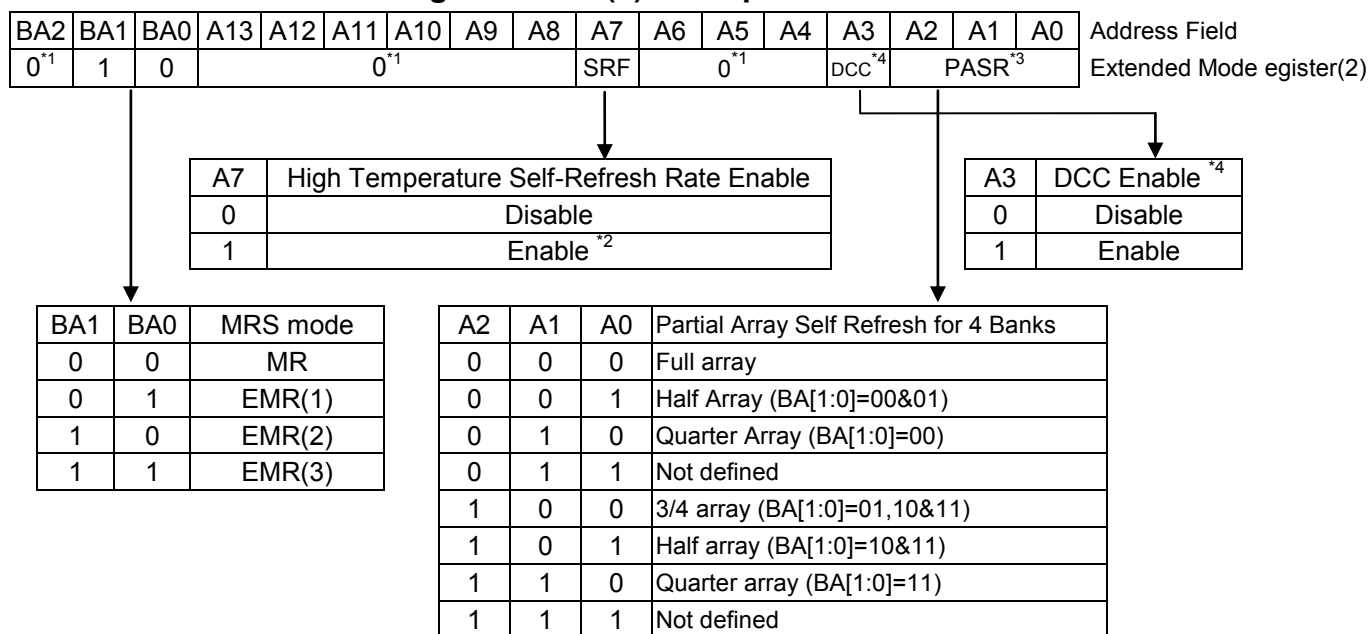 BA2 BA1 BA0 A13 A12 A11 A10 A9 A8 A7 A6 A5 A4 A3 A2 A1 A0 Address Field
0*1 1 0 0*1 SRF 0*1 DCC*4 PASR*3 Extended Mode egister(2)
A7 High Temperature Self-Refresh Rate Enable
0 Disable
1 Enable *2
A3 DCC Enable *4
0 Disable
1 Enable
BA1 BA0 MRS mode
0 0 MR
0 1 EMR(1)
1 0 EMR(2)
1 1 EMR(3)
A2 A1 A0 Partial Array Self Refresh for 4 Banks
0 0 0 Full array
0 0 1 Half Array (BA[1:0]=00&01)
0 1 0 Quarter Array (BA[1:0]=00)
0 1 1 Not defined
1 0 0 3/4 array (BA[1:0]=01,10&11)
1 0 1 Half array (BA[1:0]=10&11)
1 1 0 Quarter array (BA[1:0]=11)
1 1 1 Not defined